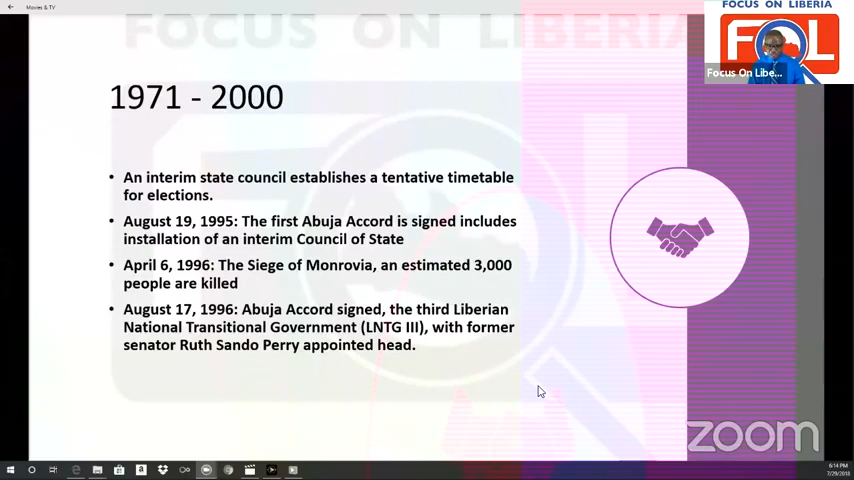 Movies & TV
FOCUS ON LIBERIA
FOCUS ON LIBERIA
FOL
Focus On Libe...
1971 - 2000
• An interim state council establishes a tentative timetable
for elections.
• August 19, 1995: The first Abuja Accord is signed includes
installation of an interim Council of State
• April 6, 1996: The Siege of Monrovia, an estimated 3,000
people are killed
• August 17, 1996: Abuja Accord signed, the third Liberian
National Transitional Government (LNTG III), with former
senator Ruth Sando Perry appointed head.
zoom
6:14 PM
7/29/2018